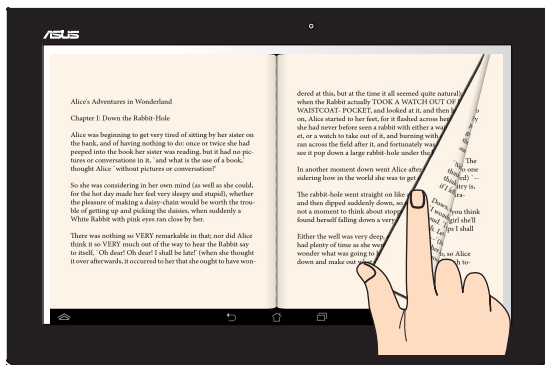 ASUS
Alice's Adventures in Wonderland
Chapter I: Down the Rabbit-Hole
Alice was beginning to get very tired of sitting by her sister on
the bank, and of having nothing to do: once or twice she had
peeped into the book her sister was reading, but it had no pic-
tures or conversations in it, `and what is the use of a book,'
thought Alice `without pictures or conversation?'
So she was considering in her own mind (as well as she could,
for the hot day made her feel very sleepy and stupid), whether
the pleasure of making a daisy-chain would be worth the trou-
ble of getting up and picking the daisies, when suddenly a
White Rabbit with pink eyes ran close by her.
There was nothing so VERY remarkable in that; nor did Alice
think it so VERY much out of the way to hear the Rabbit say
to itself, `Oh dear! Oh dear! I shall be late!' (when she thought
it over afterwards, it occurred to her that she ought to have won-
dered at this, but at the time it all seemed quite natural)
when the Rabbit actually TOOK A WATCH OUT OF
WAISTCOAT- POCKET, and looked at it, and then
on, Alice started to her feet, for it flashed across her
she had never before seen a rabbit with either a
et, or a watch to take out of it, and burning with
ran across the field after it, and fortunately was
see it pop down a large rabbit-hole under the
In another moment down went Alice after
sidering how in the world she was to get
The rabbit-hole went straight on like
and then dipped suddenly down, so
not a moment to think about
found herself falling down a very
Either the well was very deep,
had plenty of time as she
wonder what was going to
down and make out
The
to one
you think
girl she'll
I shall
so Alice